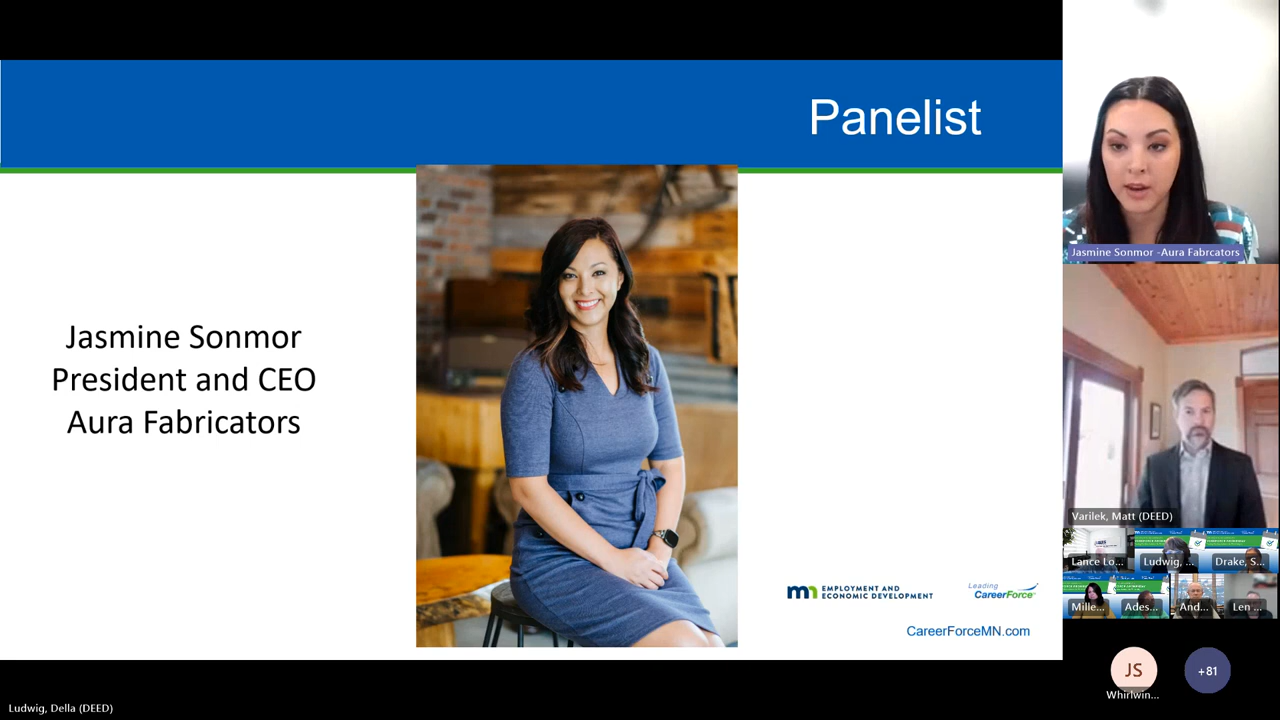 Panelist
Jasmine Sonmor
President and CEO
Aura Fabricators
mn EMPLOYMENT AND
ECONOMIC DEVELOPMENT
Leading
CareerForce
CareerForceMN.com
Jasmine Sonmor -Aura Fabrcators
Varilek, Matt (DEED)
Lance Lo...
Ludwig, ...
Drake, S...
Mille...
Ades...
And...
Len ...
JS
+81
Whirlwin...
Ludwig, Della (DEED)